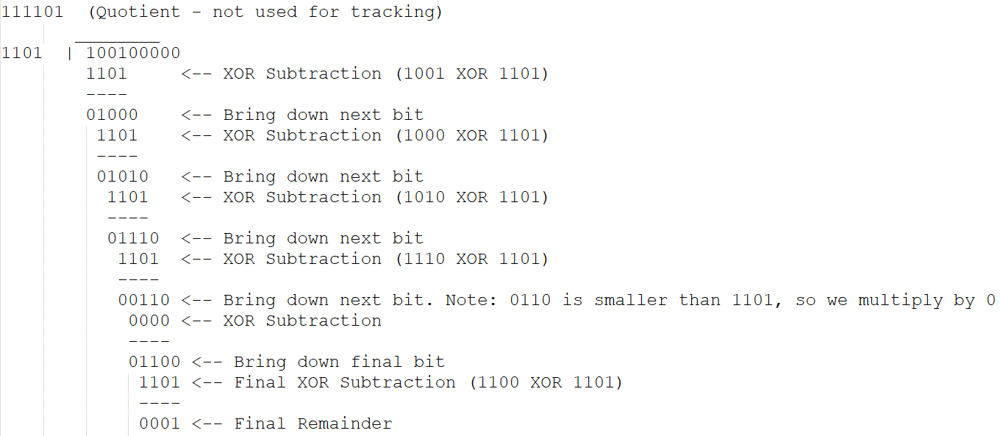 111101  (Quotient - not used for tracking)
       ________
1101  | 100100000
        1101     <-- XOR Subtraction (1001 XOR 1101)
        ----
        01000    <-- Bring down next bit
         1101    <-- XOR Subtraction (1000 XOR 1101)
         ----
         01010   <-- Bring down next bit
          1101   <-- XOR Subtraction (1010 XOR 1101)
          ----
          01110  <-- Bring down next bit
           1101  <-- XOR Subtraction (1110 XOR 1101)
           ----
           00110 <-- Bring down next bit. Note: 0110 is smaller than 1101, so we multiply by 0
            0000 <-- XOR Subtraction
            ----
            01100 <-- Bring down final bit
             1101 <-- Final XOR Subtraction (1100 XOR 1101)
             ----
             0001 <-- Final Remainder